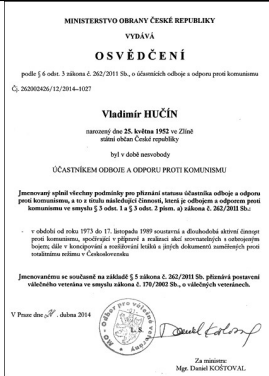 MINISTERSTVO OBRANY ČESKÉ REPUBLIKY
VYDÁVÁ
OSVĚDČENÍ
podle § 6 odst. 3 zákona č. 262/2011 Sb., o účastnících odboje a odporu proti komunismu
Čj. 262002426/12/2014-1027
Vladimír HUČÍN
narozený dne 25. května 1952 ve Zlíně
státní občan České republiky
byl v době nesvobody
ÚČASTNÍKEM ODBOJE A ODPORU PROTI KOMUNISMU
Jmenovaný splnil všechny podmínky pro přiznání statusu účastníka odboje a odporu
proti komunismu, a to z titulu následující činnosti, která je odbojem a odporem proti
komunismu ve smyslu § 3 odst. 1 a § 3 odst. 2 písm. a) zákona č. 262/2011 Sb.:
- v období od roku 1973 do 17. listopadu 1989 soustavná a dlouhodobá aktivní činnost
proti komunismu, spočívající v přípravě a realizaci akcí srovnatelných s ozbrojeným
bojem; dále v koncipování a rozšiřování letáků a jiných dokumentů zaměřených proti
totalitnímu režimu v Československu
Jmenovanému se současně na základě § 5 zákona č. 262/2011 Sb. přiznává postavení
válečného veterána ve smyslu zákona č. 170/2002 Sb., o válečných veteránech.
V Praze dne dubna 2014
L. S.
Za ministra:
Mgr. Daniel KOŠTOVAL